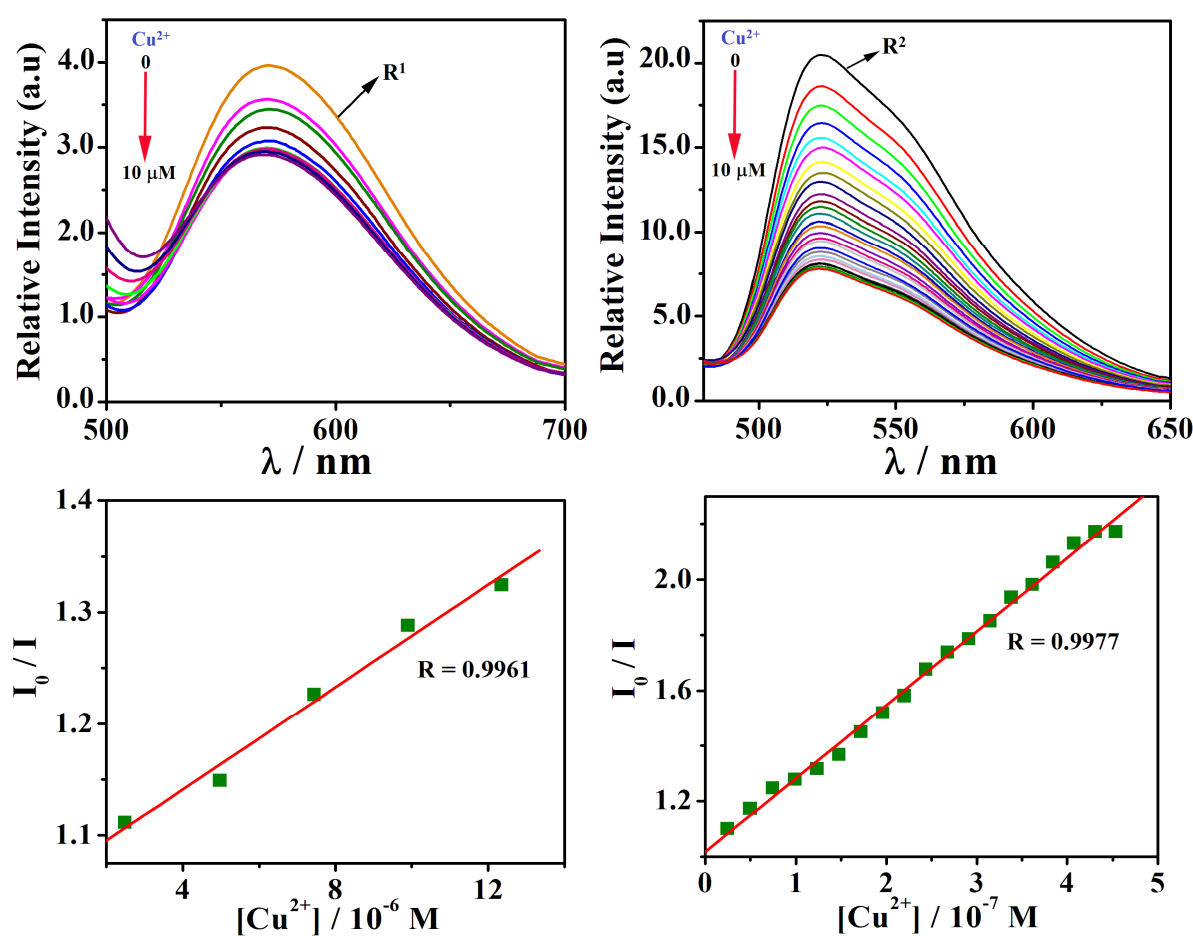 Cu²⁺
0
10 μM
R¹
4.0
3.0
2.0
1.0
0.0
500
600
700
Relative Intensity (a.u)
λ / nm
Cu²⁺
0
10 μM
R²
20.0
15.0
10.0
5.0
0.0
500
550
600
650
Relative Intensity (a.u)
λ / nm
1.4
1.3
1.2
1.1
4
8
12
I₀ / I
R = 0.9961
[Cu²⁺] / 10⁻⁶ M
2.0
1.6
1.2
0
1
2
3
4
5
I₀ / I
R = 0.9977
[Cu²⁺] / 10⁻⁷ M